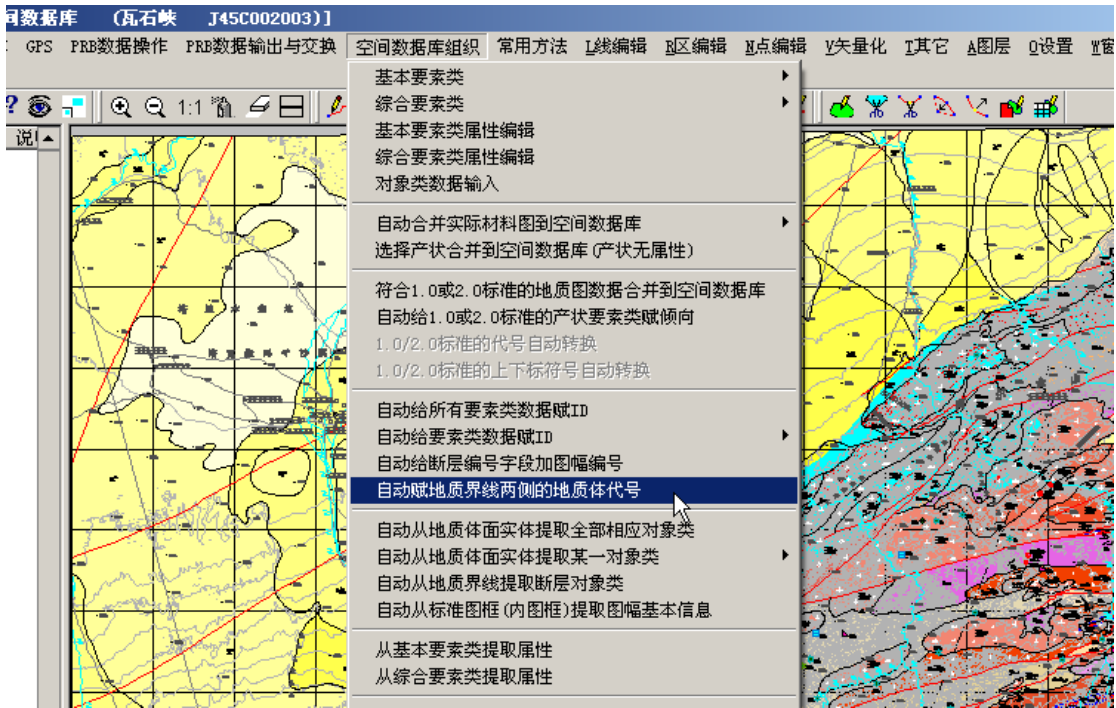 间数据库 (瓦石峡 J45C002003)]
GPS PRB数据操作 PRB数据输出与交换 空间数据库组织 常用方法 L线编辑 R区编辑 N点编辑 V矢量化 T其它 A图层 Q设置 W窗
1:1
说
基本要素类
综合要素类
基本要素类属性编辑
综合要素类属性编辑
对象类数据输入
自动合并实际材料图到空间数据库
选择产状合并到空间数据库(产状无属性)
符合1.0或2.0标准的地质图数据合并到空间数据库
自动给1.0或2.0标准的产状要素类赋倾向
1.0/2.0标准的代号自动转换
1.0/2.0标准的上下标符号自动转换
自动给所有要素类数据赋ID
自动给要素类数据赋ID
自动给断层编号字段加图幅编号
自动赋地质界线两侧的地质体代号
自动从地质体面实体提取全部相应对象类
自动从地质体面实体提取某一对象类
自动从地质界线提取断层对象类
自动从标准图框(内图框)提取图幅基本信息
从基本要素类提取属性
从综合要素类提取属性